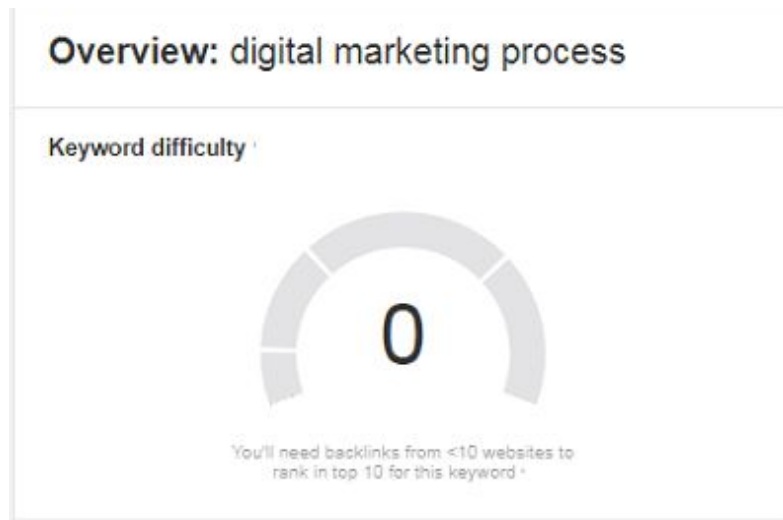 Overview: digital marketing process
Keyword difficulty
0
You'll need backlinks from <10 websites to
rank in top 10 for this keyword